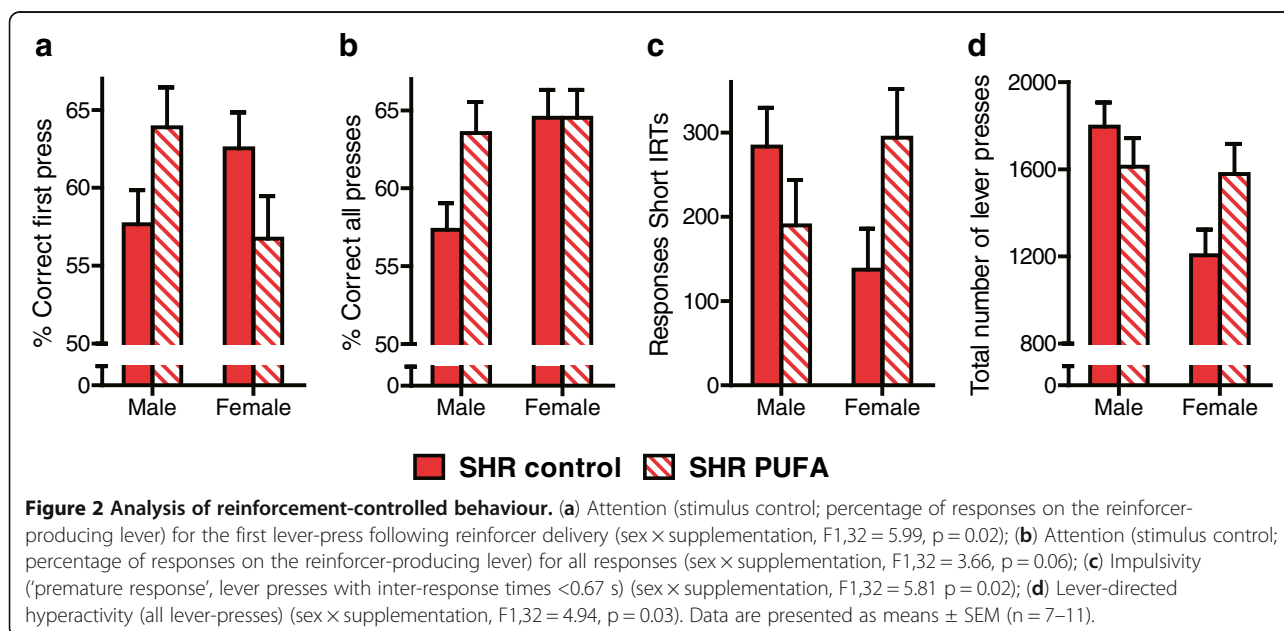 a
b
c
d
% Correct first press
65
60
55
50
0
Male
Female
% Correct all presses
65
60
55
50
0
Male
Female
Responses Short IRTs
300
200
100
0
Male
Female
Total number of lever presses
2000
1600
1200
800
0
Male
Female
SHR control
SHR PUFA
Figure 2 Analysis of reinforcement-controlled behaviour. (a) Attention (stimulus control; percentage of responses on the reinforcer-
producing lever) for the first lever-press following reinforcer delivery (sex × supplementation, F1,32 = 5.99, p = 0.02); (b) Attention (stimulus control;
percentage of responses on the reinforcer-producing lever) for all responses (sex × supplementation, F1,32 = 3.66, p = 0.06); (c) Impulsivity
('premature response', lever presses with inter-response times <0.67 s) (sex × supplementation, F1,32 = 5.81 p = 0.02); (d) Lever-directed
hyperactivity (all lever-presses) (sex × supplementation, F1,32 = 4.94, p = 0.03). Data are presented as means ± SEM (n = 7–11).